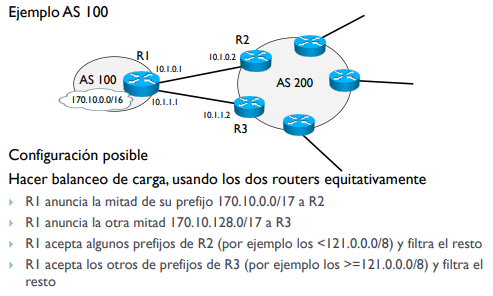 Ejemplo AS 100
R1
R2
10.1.0.1
10.1.0.2
AS 100
AS 200
170.10.0.0/16
10.1.1.1
10.1.1.2
R3
Configuración posible
Hacer balanceo de carga, usando los dos routers equitativamente
R1 anuncia la mitad de su prefijo 170.10.0.0/17 a R2
R1 anuncia la otra mitad 170.10.128.0/17 a R3
R1 acepta algunos prefijos de R2 (por ejemplo los <121.0.0.0/8) y filtra el resto
R1 acepta los otros de prefijos de R3 (por ejemplo los >=121.0.0.0/8) y filtra el
resto